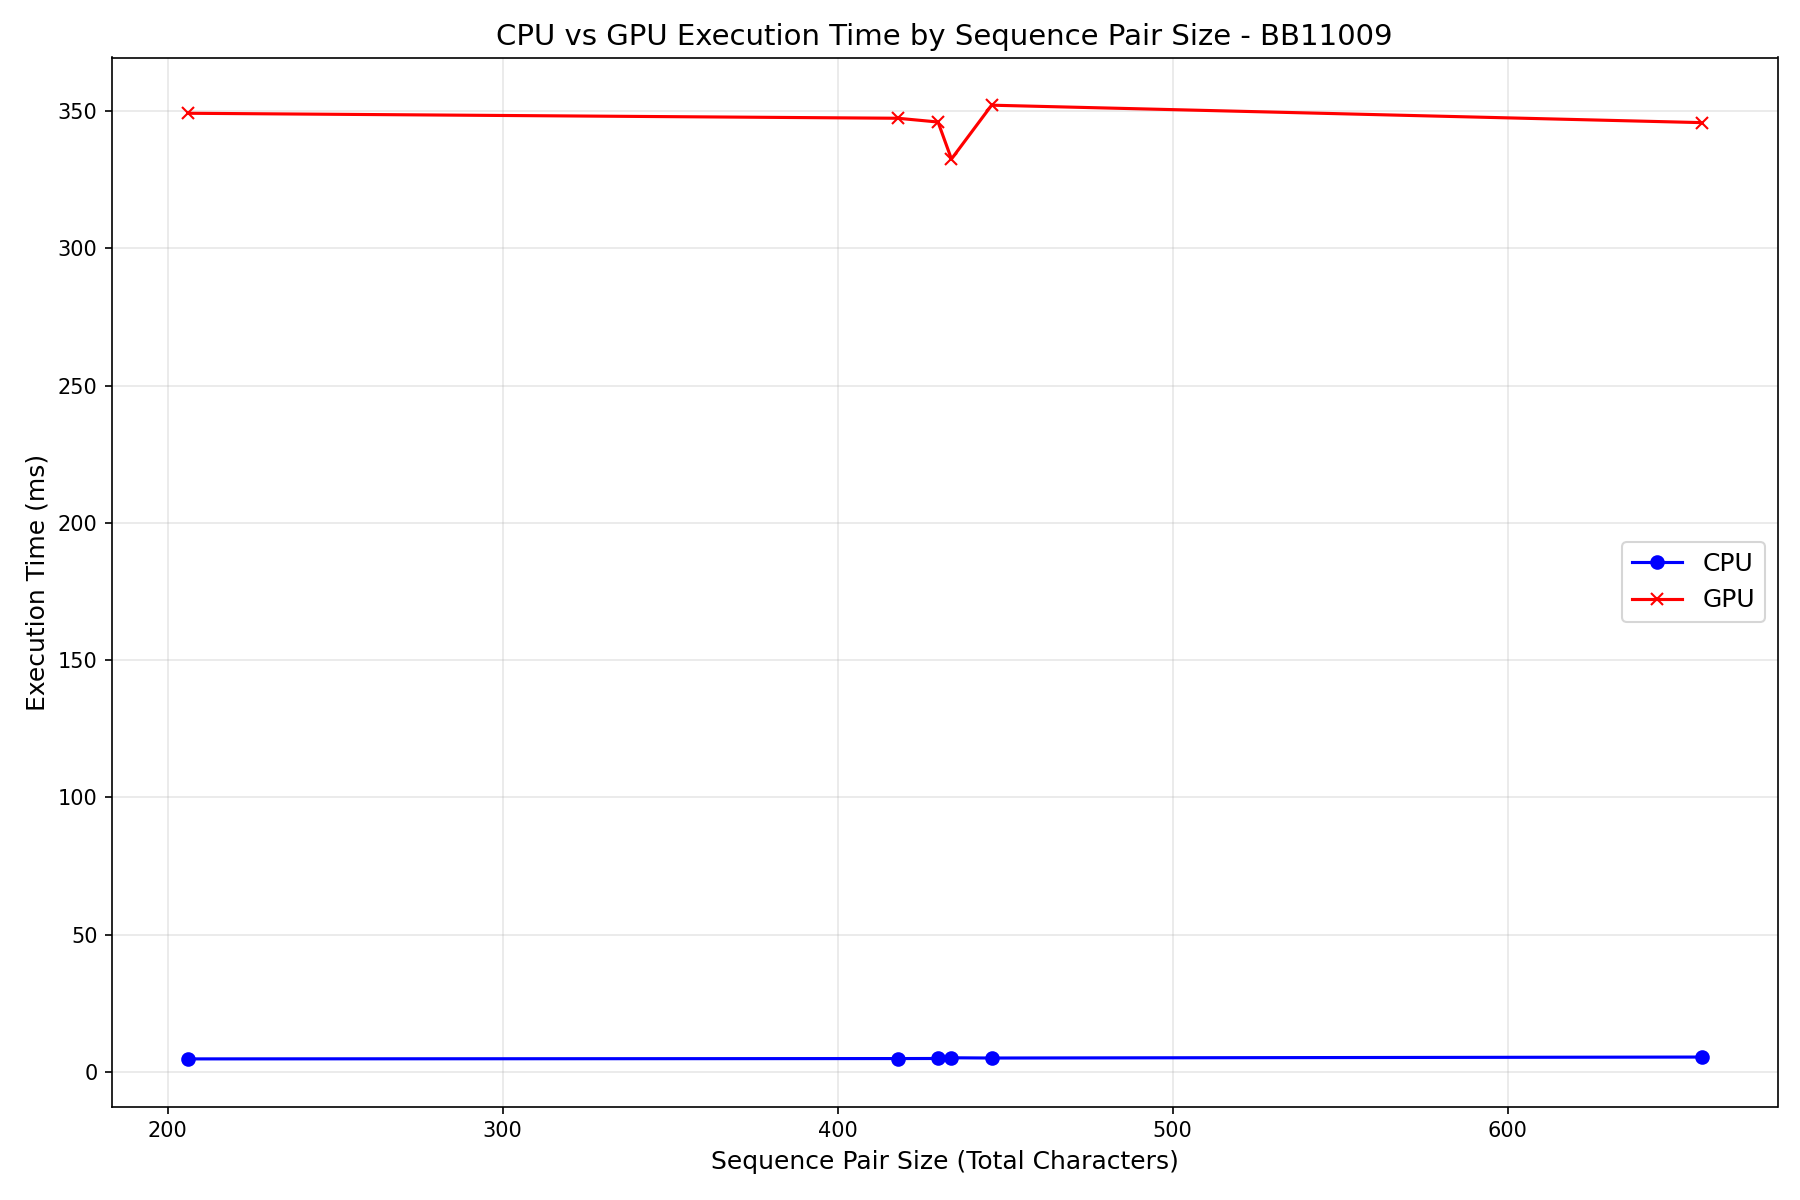 CPU vs GPU Execution Time by Sequence Pair Size - BB11009
Execution Time (ms)
350
300
250
200
150
100
50
0
CPU
GPU
200 300 400 500 600
Sequence Pair Size (Total Characters)